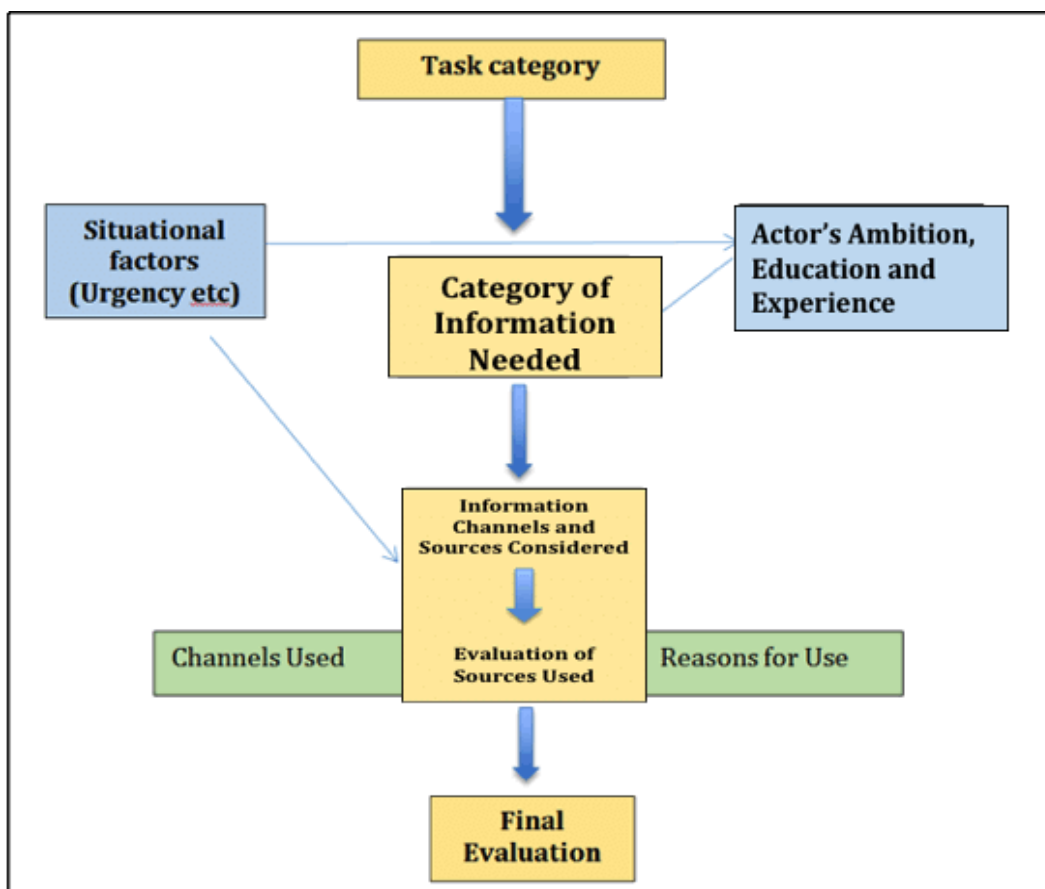 Task category
Situational
factors
(Urgency etc)
Actor's Ambition,
Education and
Experience
Category of
Information
Needed
Information
Channels and
Sources Considered
Channels Used
Evaluation of
Sources Used
Reasons for Use
Final
Evaluation